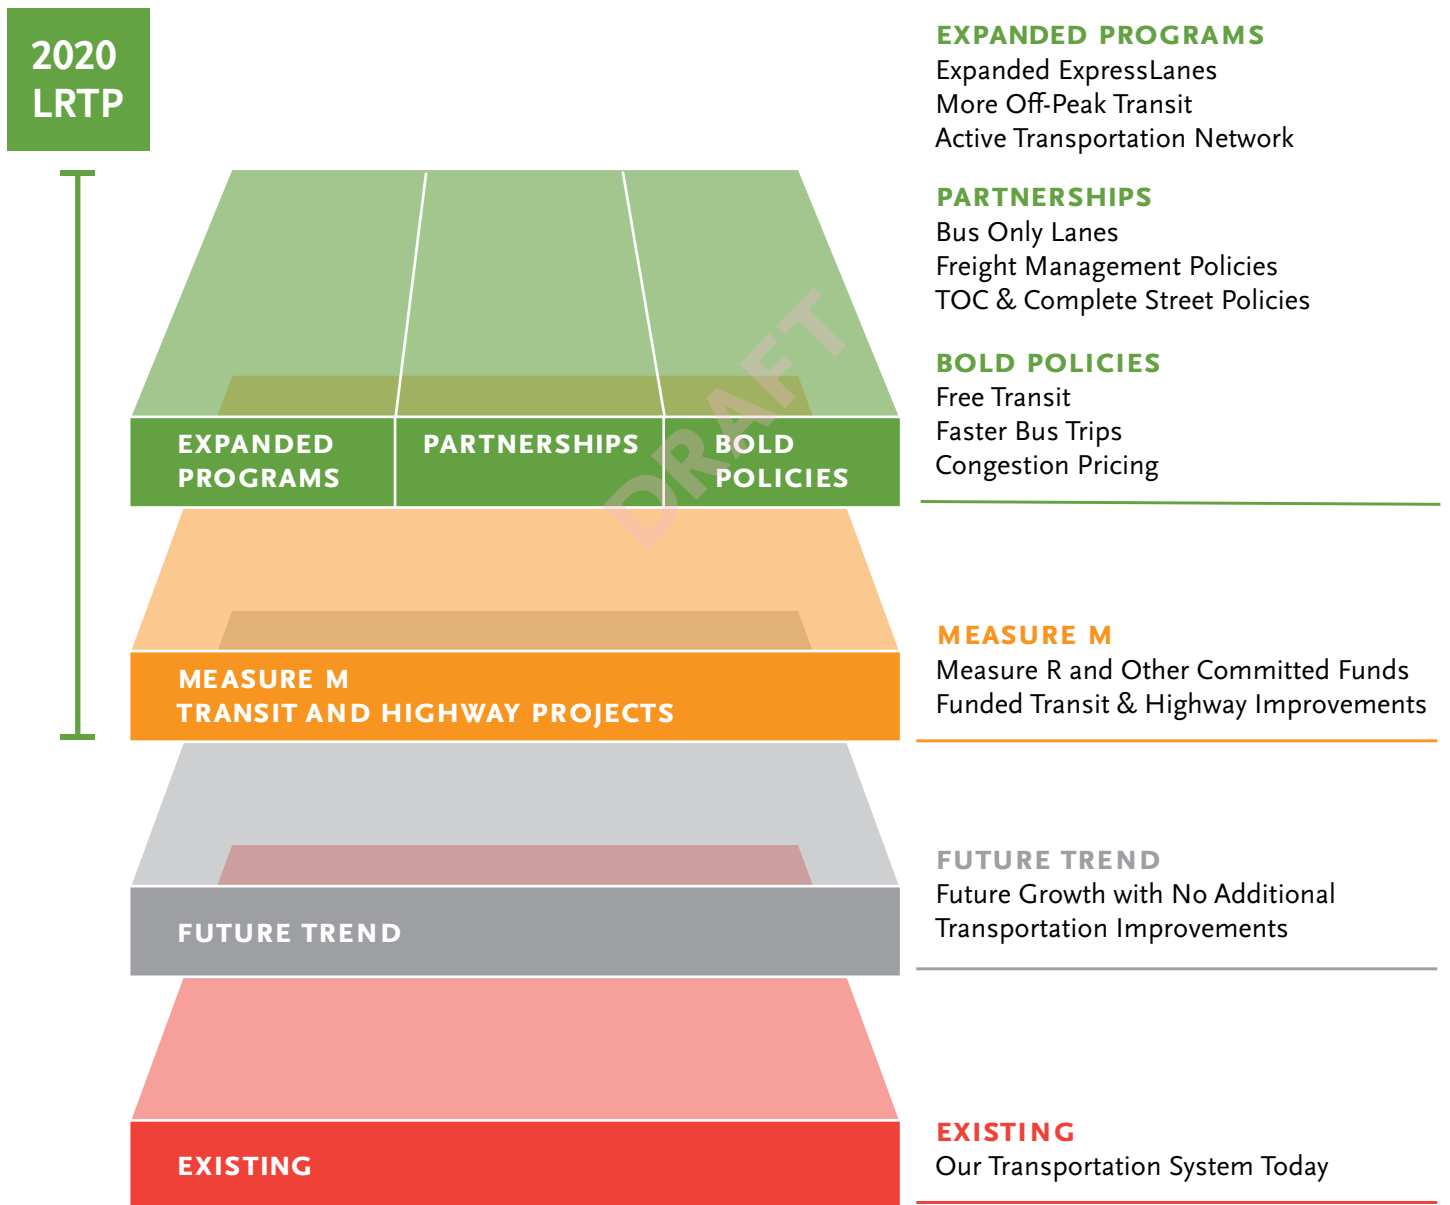 2020
LRTP
EXPANDED PROGRAMS
Expanded ExpressLanes
More Off-Peak Transit
Active Transportation Network
PARTNERSHIPS
Bus Only Lanes
Freight Management Policies
TOC & Complete Street Policies
BOLD POLICIES
Free Transit
Faster Bus Trips
Congestion Pricing
EXPANDED
PROGRAMS
PARTNERSHIPS
BOLD
POLICIES
DRAFT
MEASURE M
Measure R and Other Committed Funds
Funded Transit & Highway Improvements
MEASURE M
TRANSIT AND HIGHWAY PROJECTS
FUTURE TREND
Future Growth with No Additional
Transportation Improvements
FUTURE TREND
EXISTING
Our Transportation System Today
EXISTING